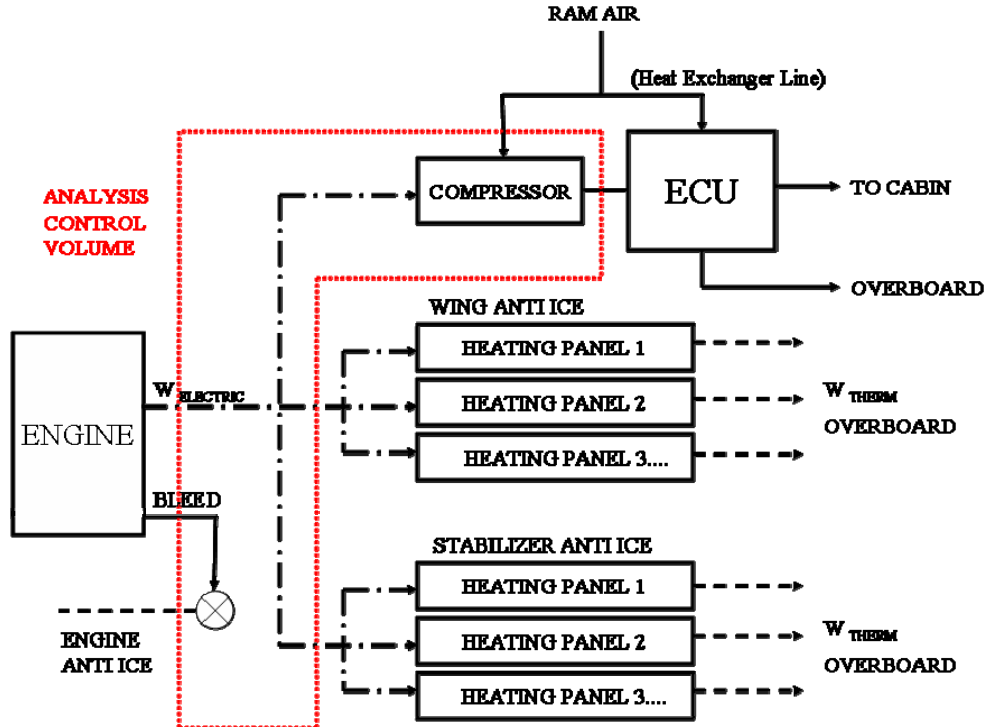 RAM AIR
(Heat Exchanger Line)
COMPRESSOR
ECU
TO CABIN
ANALYSIS
CONTROL
VOLUME
OVERBOARD
WING ANTI ICE
HEATING PANEL 1
W ELECTRIC
HEATING PANEL 2
W THERM
OVERBOARD
ENGINE
HEATING PANEL 3....
BLEED
STABILIZER ANTI ICE
HEATING PANEL 1
ENGINE
ANTI ICE
HEATING PANEL 2
W THERM
OVERBOARD
HEATING PANEL 3....